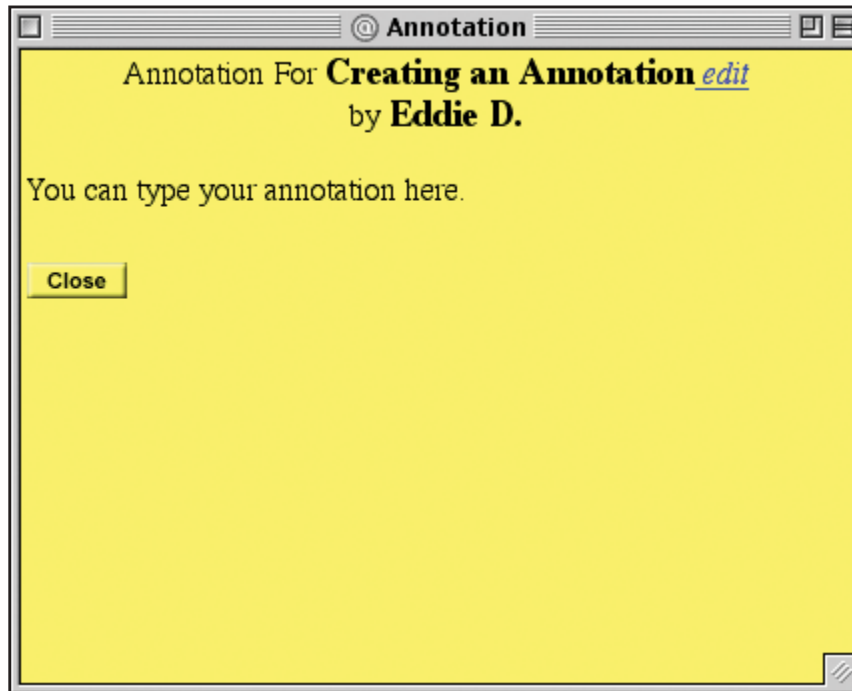 Annotation
Annotation For Creating an Annotation edit
by Eddie D.
You can type your annotation here.
Close